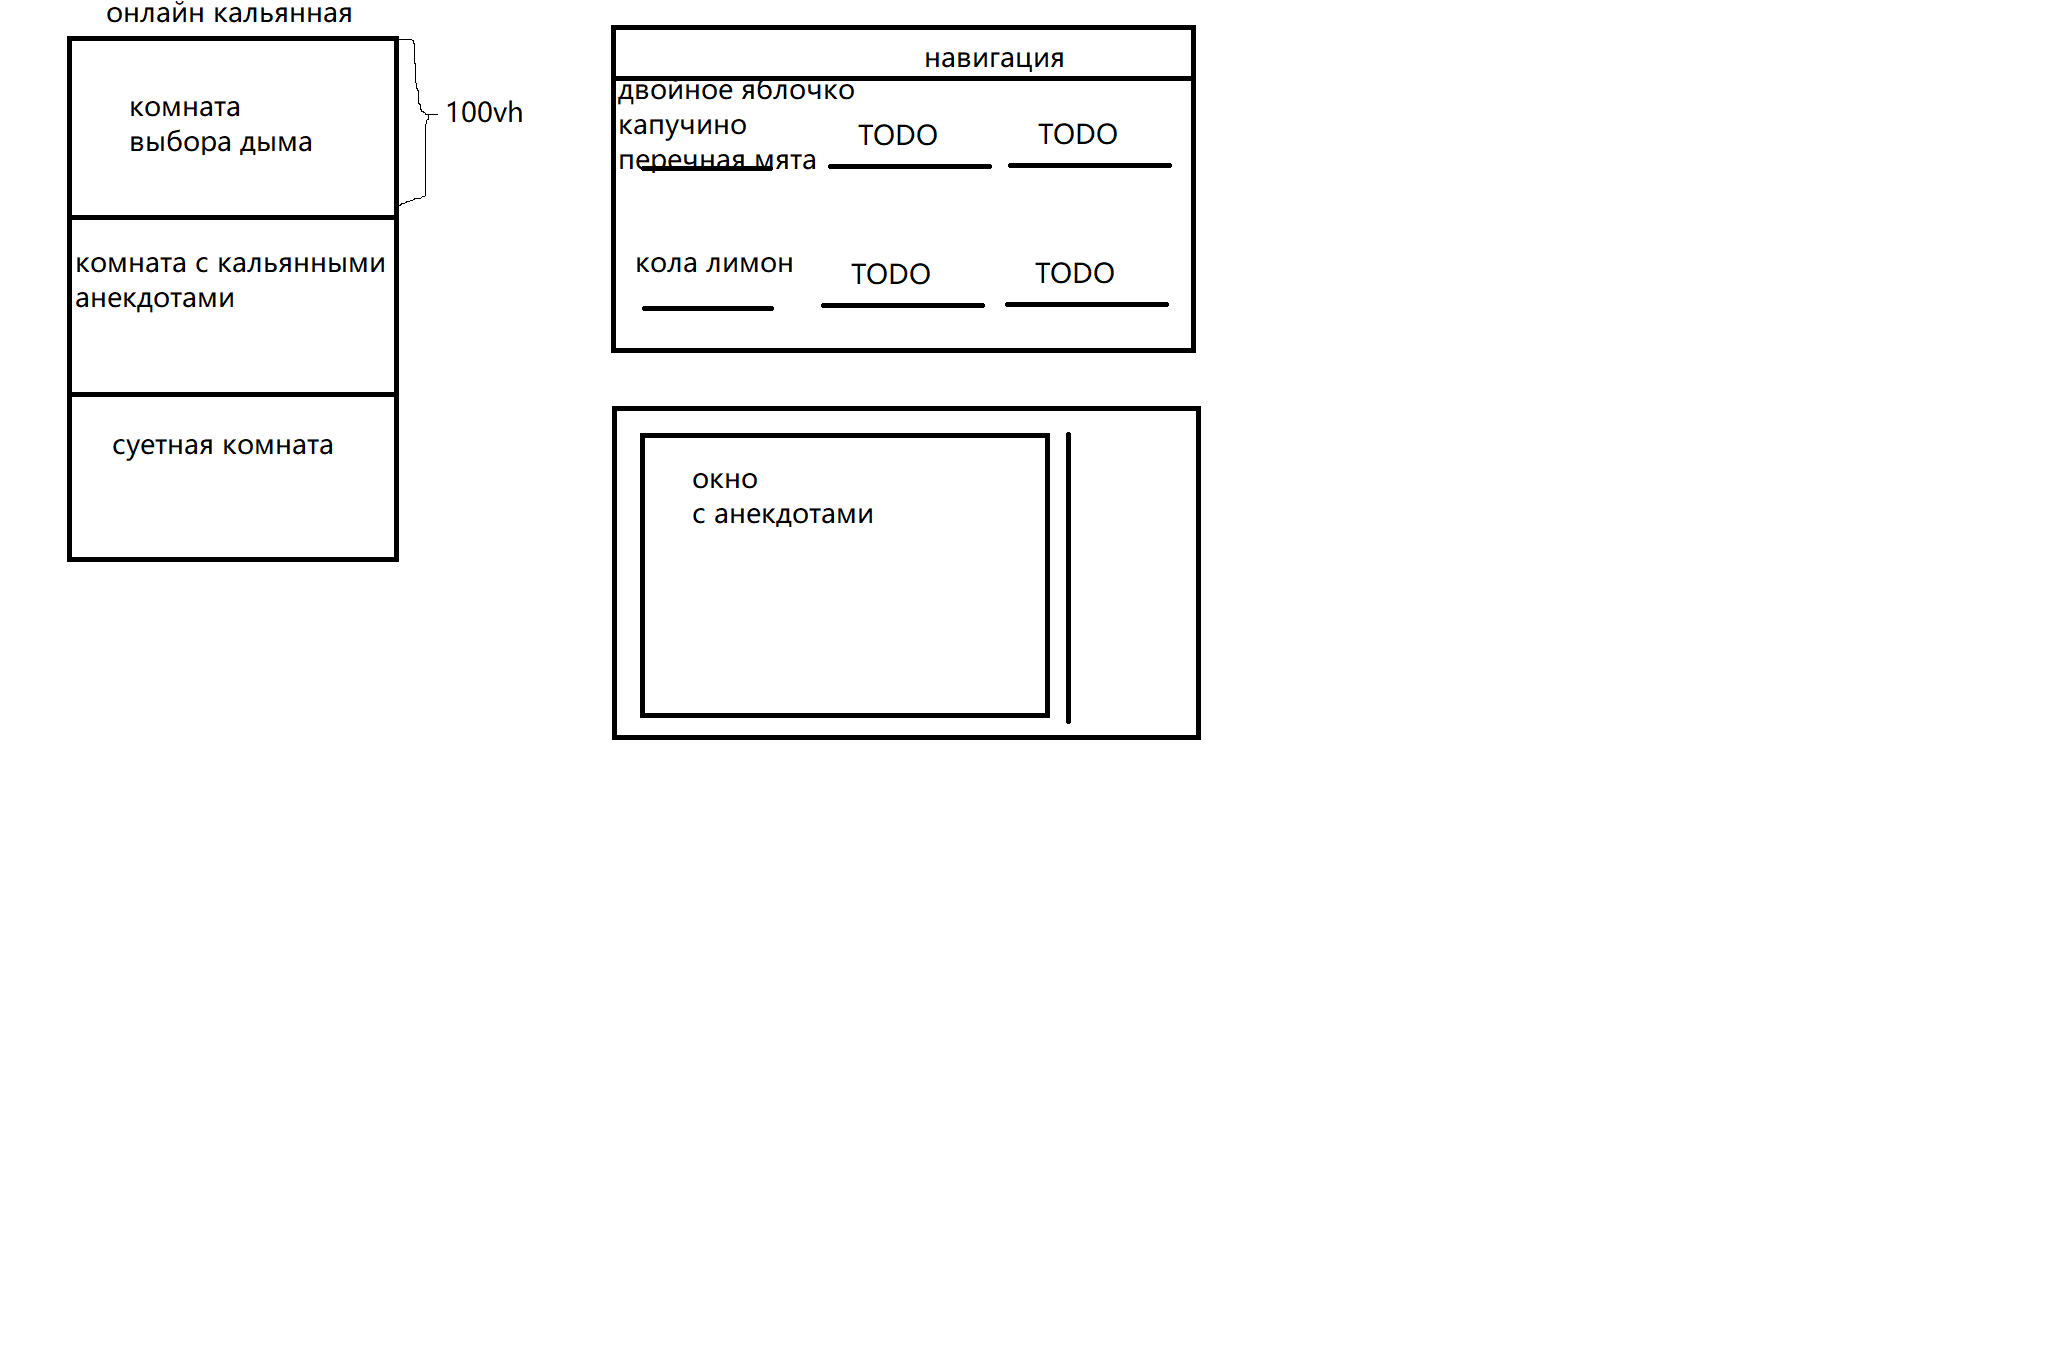 онлайн кальянная
комната
выбора дыма
100vh
комната с кальянными
анекдотами
суетная комната
навигация
двойное яблочко
капучино
перечная мята
TODO
TODO
кола лимон
TODO
TODO
окно
с анекдотами